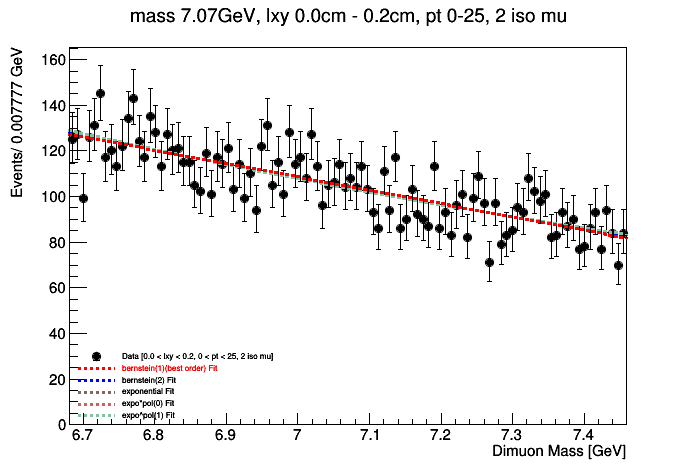 mass 7.07GeV, lxy 0.0cm - 0.2cm, pt 0-25, 2 iso mu
Events/ 0.007777 GeV
160
140
120
100
80
60
40
20
0
Data [0.0 < lxy < 0.2, 0 < pt < 25, 2 iso mu]
bernstein(1)(best order) Fit
bernstein(2) Fit
exponential Fit
expo*pol(0) Fit
expo*pol(1) Fit
6.7 6.8 6.9 7 7.1 7.2 7.3 7.4
Dimuon Mass [GeV]